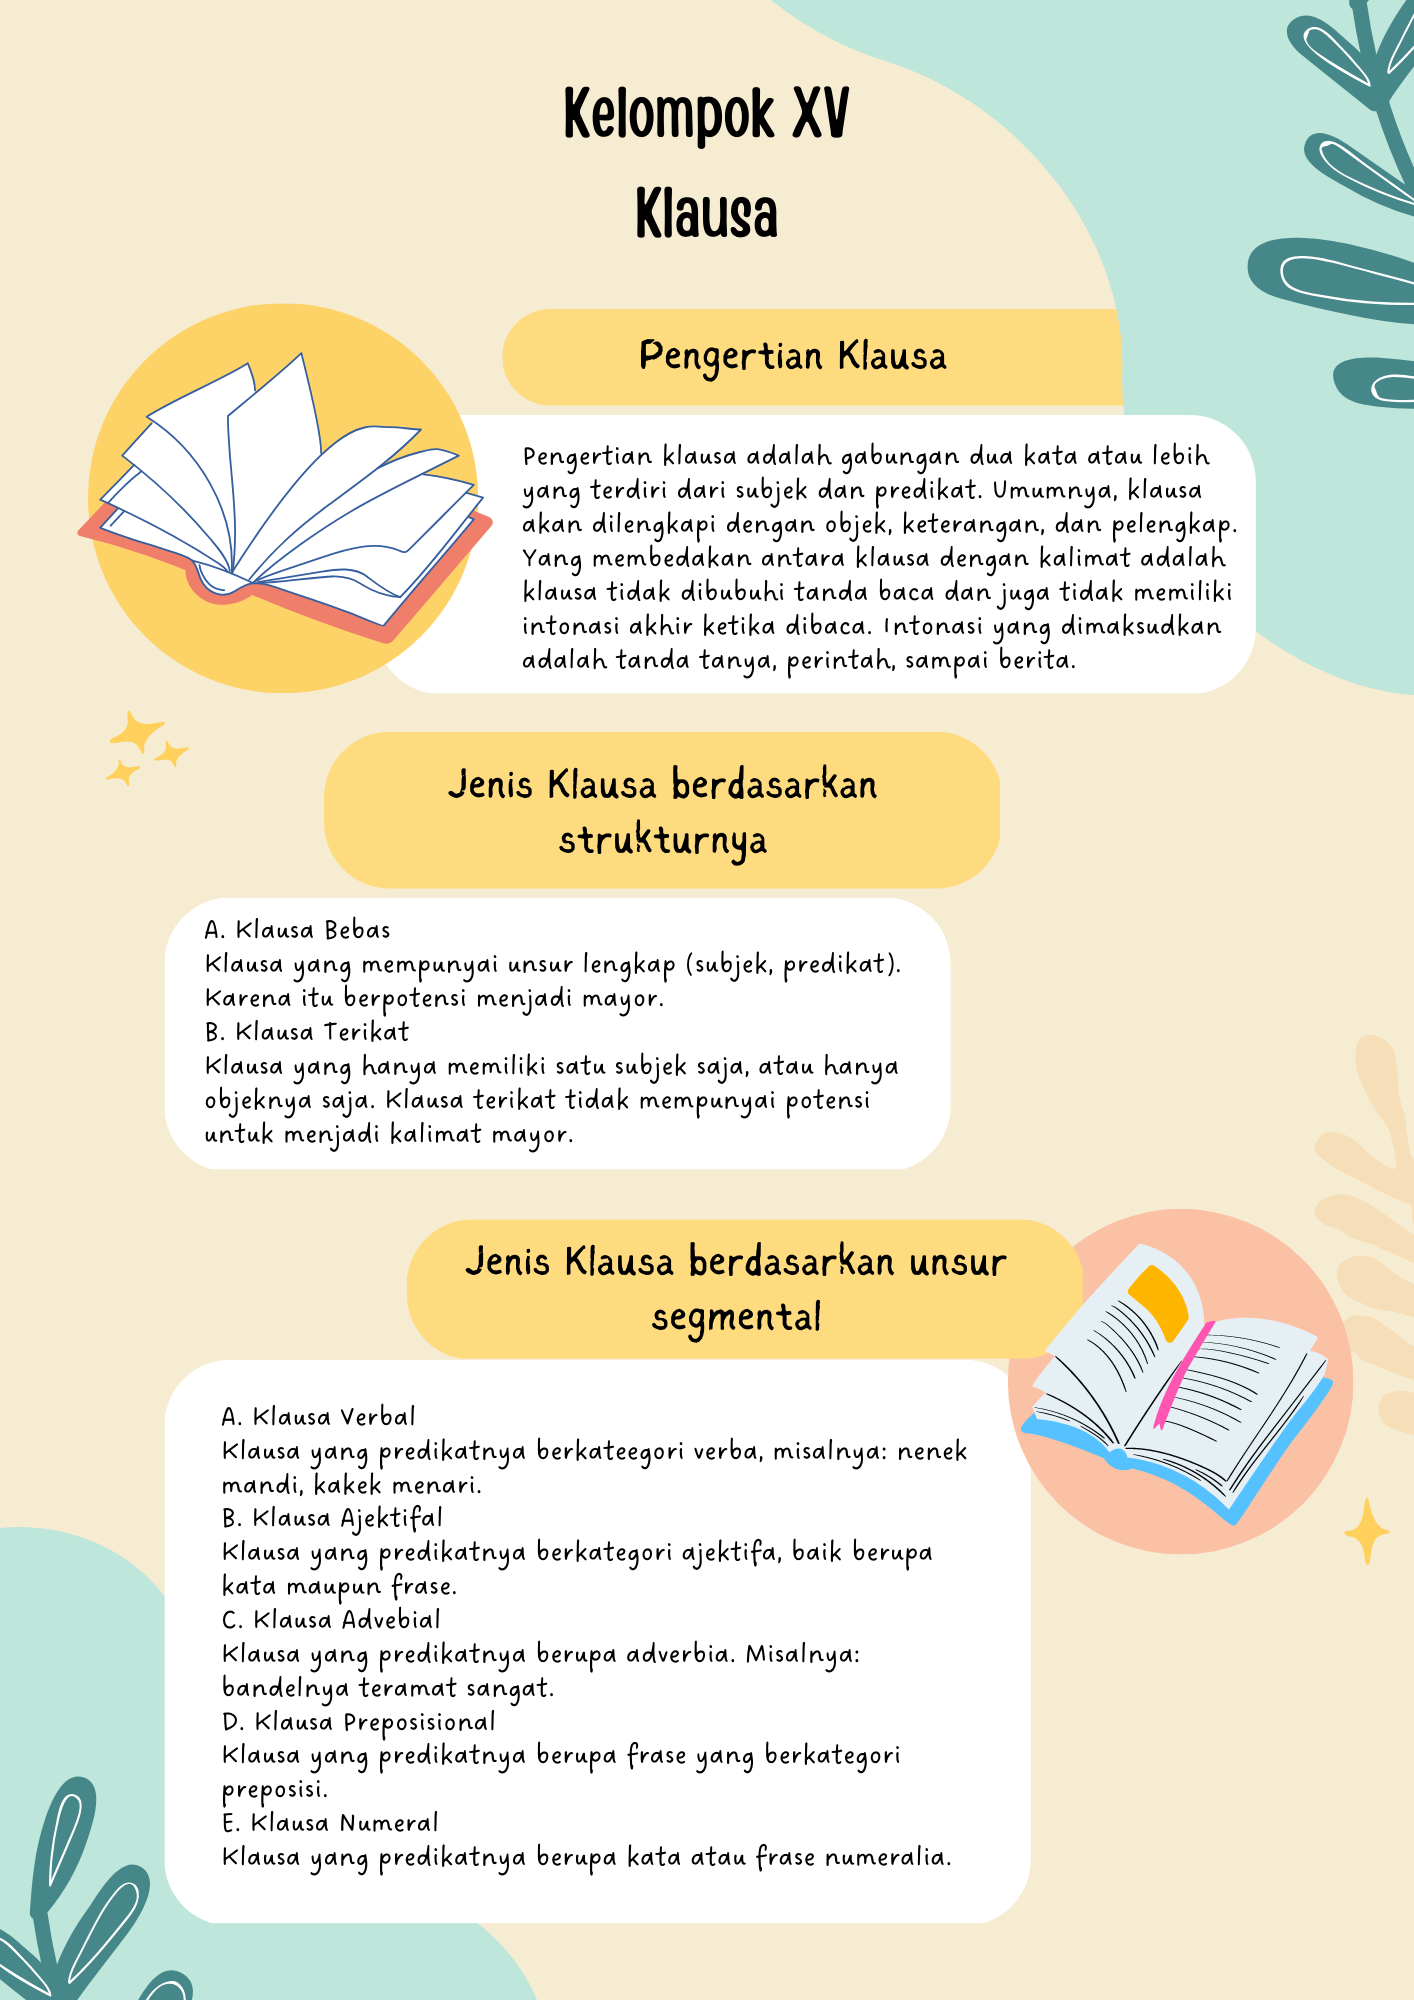 Kelompok XV
Klausa
Pengertian Klausa
Pengertian klausa adalah gabungan dua kata atau lebih
yang terdiri dari subjek dan predikat. Umumnya, klausa
akan dilengkapi dengan objek, keterangan, dan pelengkap.
Yang membedakan antara klausa dengan kalimat adalah
klausa tidak dibubuhi tanda baca dan juga tidak memiliki
intonasi akhir ketika dibaca. Intonasi yang dimaksudkan
adalah tanda tanya, perintah, sampai berita.
Jenis Klausa berdasarkan
strukturnya
A. Klausa Bebas
Klausa yang mempunyai unsur lengkap (subjek, predikat).
Karena itu berpotensi menjadi mayor.
B. Klausa Terikat
Klausa yang hanya memiliki satu subjek saja, atau hanya
objeknya saja. Klausa terikat tidak mempunyai potensi
untuk menjadi kalimat mayor.
Jenis Klausa berdasarkan unsur
segmental
A. Klausa Verbal
Klausa yang predikatnya berkateegori verba, misalnya: nenek
mandi, kakek menari.
B. Klausa Ajektifal
Klausa yang predikatnya berkategori ajektifa, baik berupa
kata maupun frase.
C. Klausa Advebial
Klausa yang predikatnya berupa adverbia. Misalnya:
bandelnya teramat sangat.
D. Klausa Preposisional
Klausa yang predikatnya berupa frase yang berkategori
preposisi.
E. Klausa Numeral
Klausa yang predikatnya berupa kata atau frase numeralia.